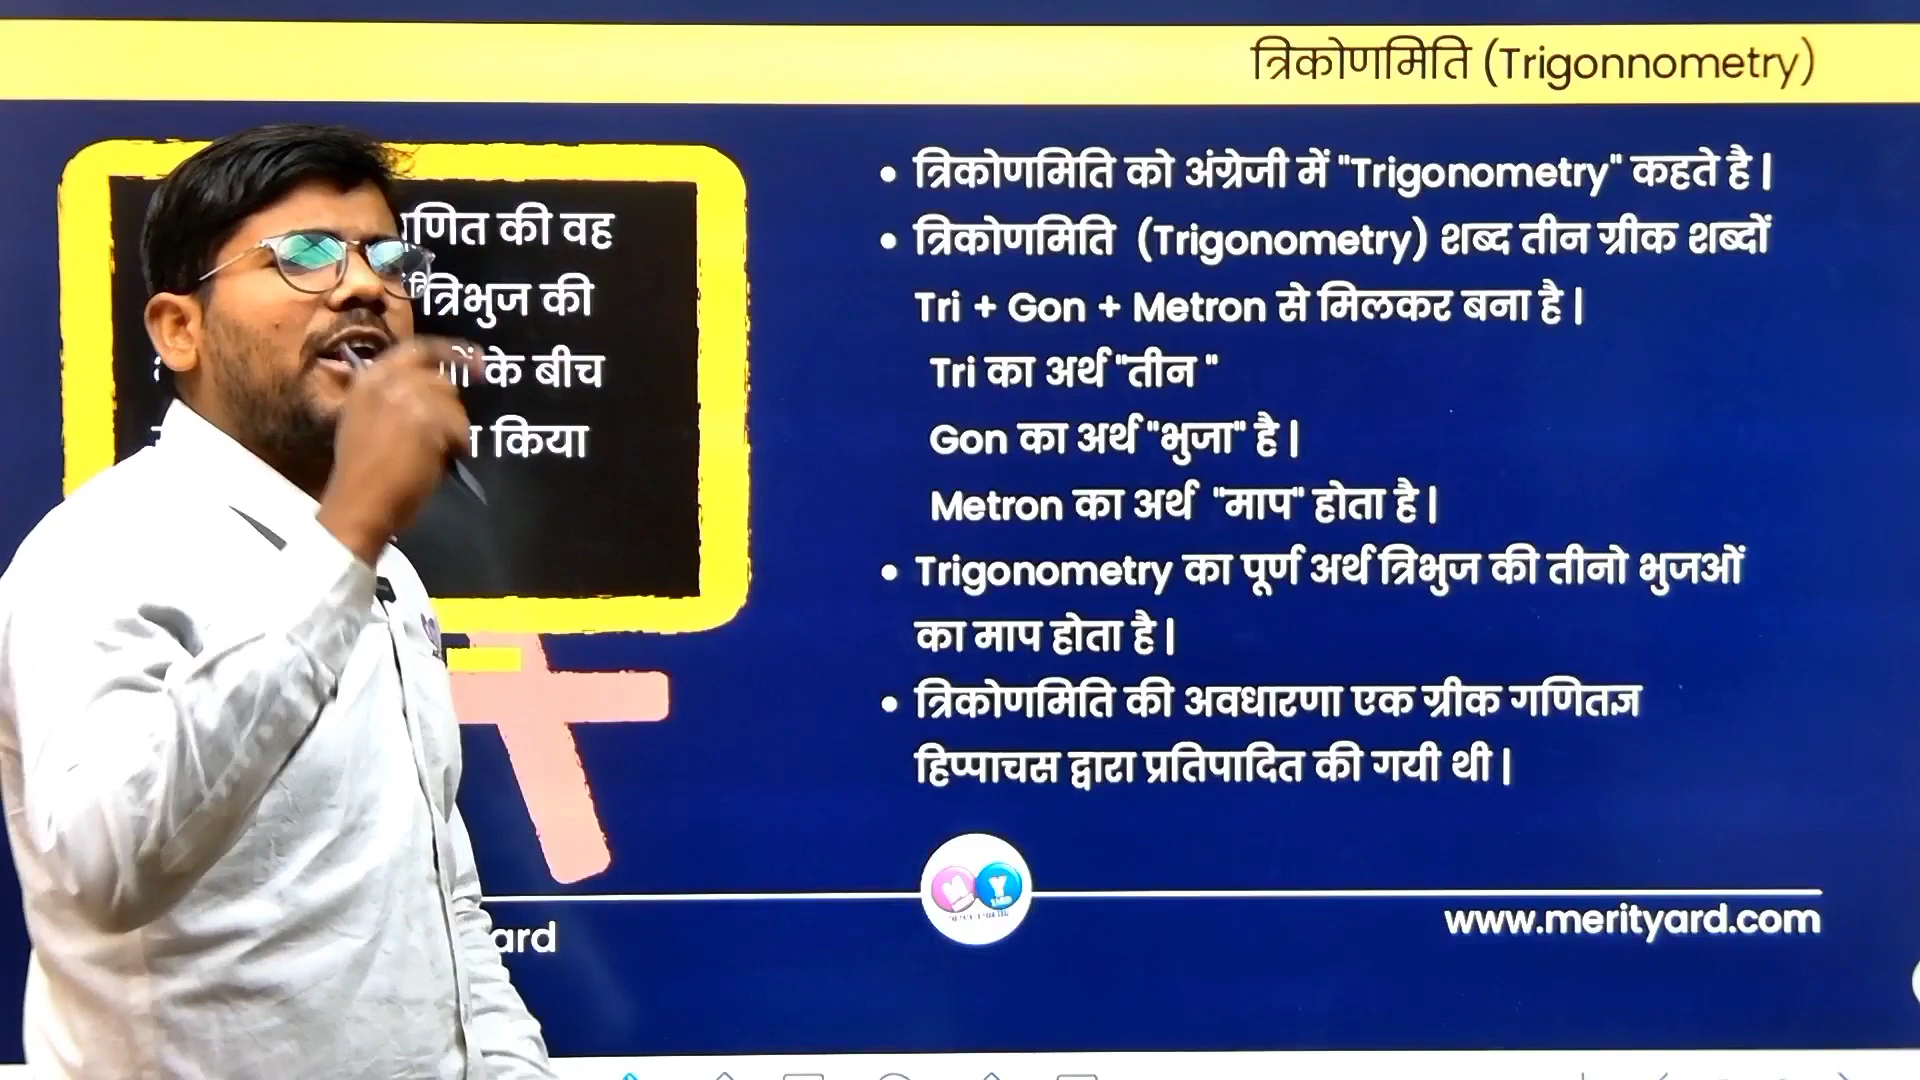 त्रिकोणमिति (Trigonnometry)
की वह
त्रिभुज की
के बीच
किया
• त्रिकोणमिति को अंग्रेजी में "Trigonometry" कहते है |
• त्रिकोणमिति (Trigonometry) शब्द तीन ग्रीक शब्दों
Tri + Gon + Metron से मिलकर बना है |
Tri का अर्थ "तीन "
Gon का अर्थ "भुजा" है |
Metron का अर्थ "माप" होता है |
• Trigonometry का पूर्ण अर्थ त्रिभुज की तीनो भुजओं
का माप होता है |
• त्रिकोणमिति की अवधारणा एक ग्रीक गणितज्ञ
हिप्पाचस द्वारा प्रतिपादित की गयी थी |
www.merityard.com